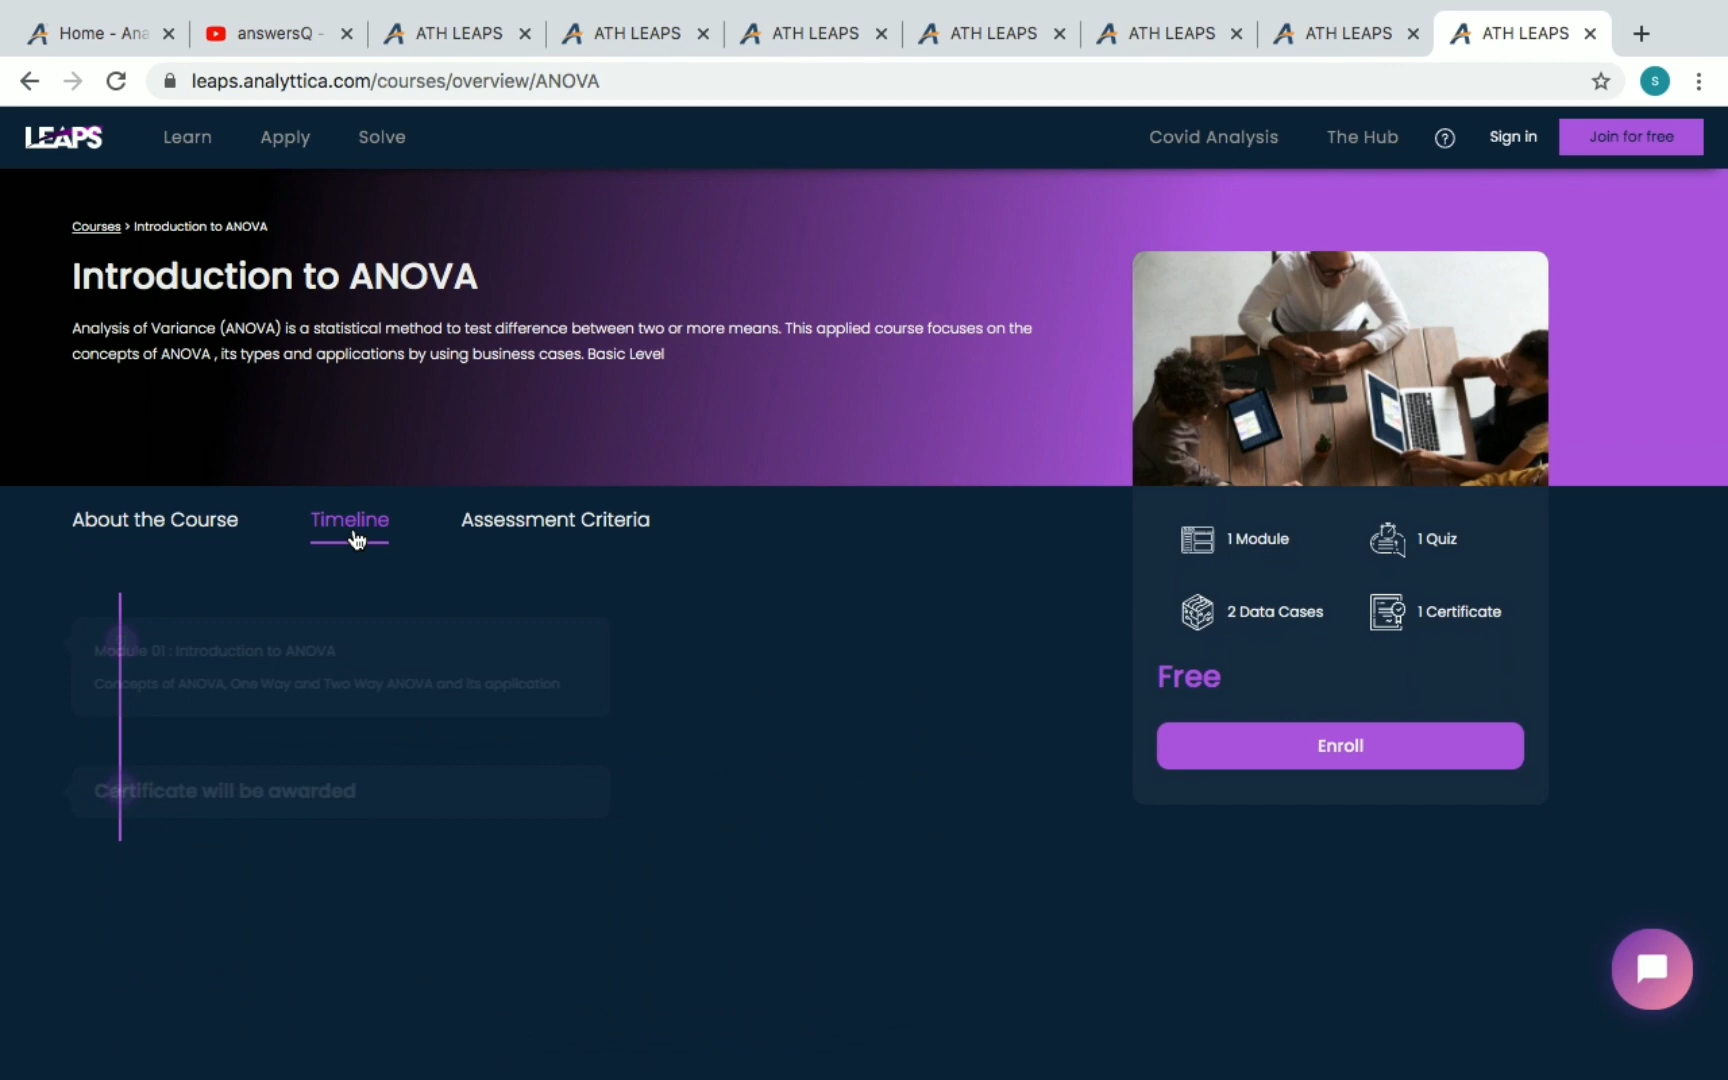 Home - Ana
answersQ -
ATH LEAPS
ATH LEAPS
ATH LEAPS
ATH LEAPS
ATH LEAPS
ATH LEAPS
ATH LEAPS
leaps.analyttica.com/courses/overview/ANOVA
S
LEAPS
Learn
Apply
Solve
Covid Analysis
The Hub
?
Sign in
Join for free
Courses > Introduction to ANOVA
Introduction to ANOVA
Analysis of Variance (ANOVA) is a statistical method to test difference between two or more means. This applied course focuses on the
concepts of ANOVA , its types and applications by using business cases. Basic Level
About the Course
Timeline
Assessment Criteria
1 Module
1 Quiz
2 Data Cases
1 Certificate
Free
Enroll
Module 01 : Introduction to ANOVA
Concepts of ANOVA, One Way and Two Way ANOVA and its application
Certificate will be awarded